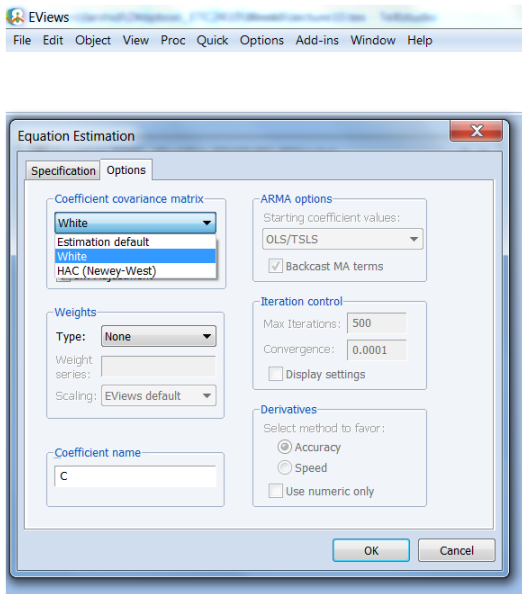 EViews
File Edit Object View Proc Quick Options Add-ins Window Help
Equation Estimation
Specification Options
Coefficient covariance matrix
White
Estimation default
White
HAC (Newey-West)
Weights
Type: None
Weight
series:
Scaling: EViews default
Coefficient name
C
ARMA options
Starting coefficient values:
OLS/TSLS
Backcast MA terms
Iteration control
Max Iterations: 500
Convergence: 0.0001
Display settings
Derivatives
Select method to favor:
Accuracy
Speed
Use numeric only
OK Cancel